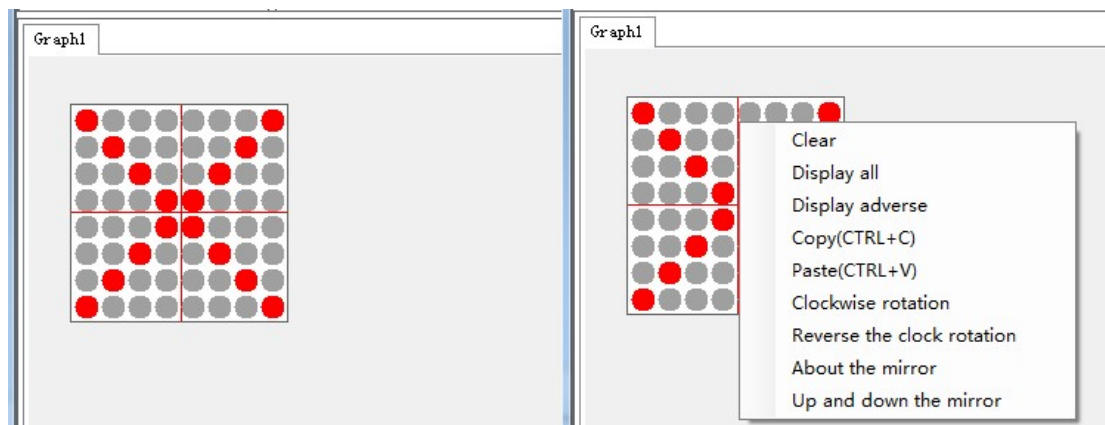 Graph1
Graph1
Clear
Display all
Display adverse
Copy(CTRL+C)
Paste(CTRL+V)
Clockwise rotation
Reverse the clock rotation
About the mirror
Up and down the mirror